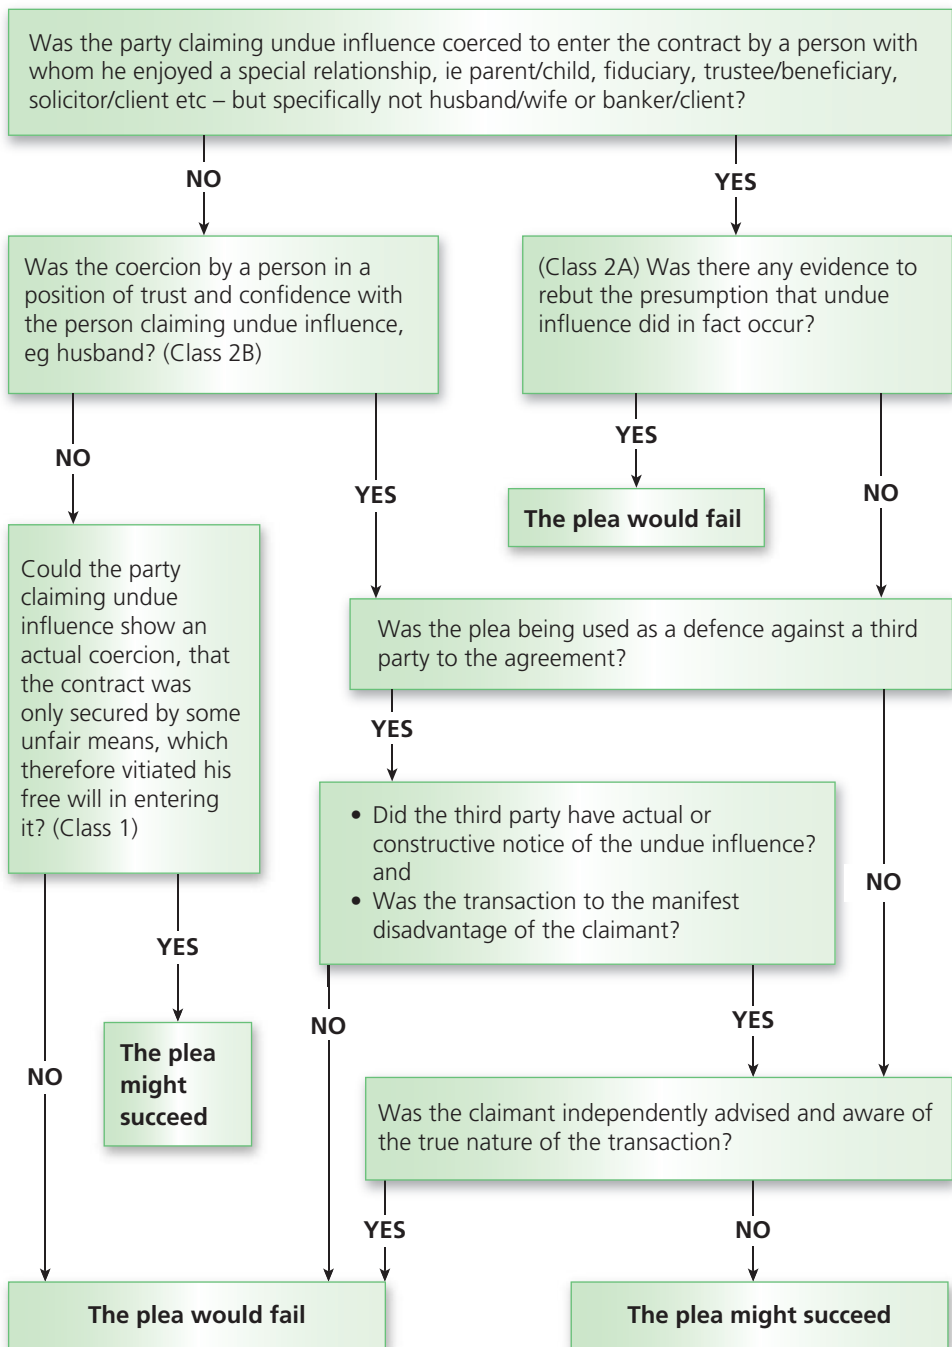 Was the party claiming undue influence coerced to enter the contract by a person with
whom he enjoyed a special relationship, ie parent/child, fiduciary, trustee/beneficiary,
solicitor/client etc – but specifically not husband/wife or banker/client?
NO
YES
Was the coercion by a person in a
position of trust and confidence with
the person claiming undue influence,
eg husband? (Class 2B)
(Class 2A) Was there any evidence to
rebut the presumption that undue
influence did in fact occur?
NO
YES
YES
NO
The plea would fail
Could the party
claiming undue
influence show an
actual coercion, that
the contract was
only secured by some
unfair means, which
therefore vitiated his
free will in entering
it? (Class 1)
Was the plea being used as a defence against a third
party to the agreement?
YES
NO
• Did the third party have actual or
constructive notice of the undue influence?
and
• Was the transaction to the manifest
disadvantage of the claimant?
NO
YES
NO
YES
The plea
might
succeed
Was the claimant independently advised and aware of
the true nature of the transaction?
YES
NO
The plea would fail
The plea might succeed